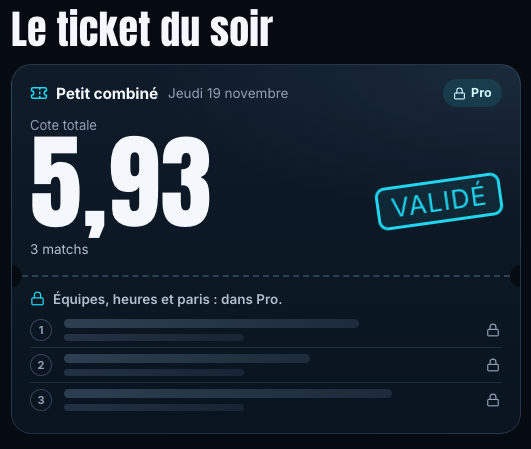 Le ticket du soir
Petit combiné Jeudi 19 novembre Pro
Cote totale
5,93
VALIDÉ
3 matchs
Équipes, heures et paris : dans Pro.
1
2
3